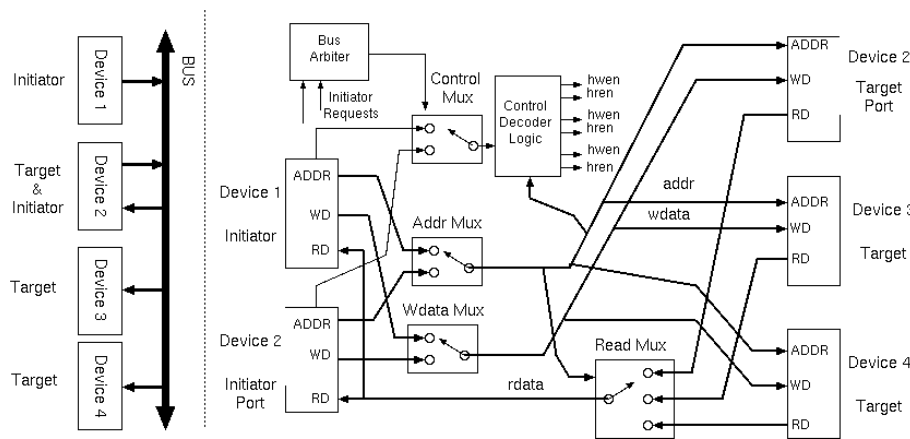 Initiator
Device 1
Target
&
Initiator
Device 2
Target
Device 3
Target
Device 4
BUS
Bus
Arbiter
Initiator
Requests
Control
Mux
Control
Decoder
Logic
hwen
hren
hwen
hren
hwen
hren
Device 1
Initiator
ADDR
WD
RD
Addr Mux
Device 2
Initiator
Port
ADDR
WD
RD
Wdata Mux
rdata
Read Mux
addr
wdata
ADDR
WD
RD
Device 2
Target
Port
ADDR
WD
RD
Device 3
Target
ADDR
WD
RD
Device 4
Target